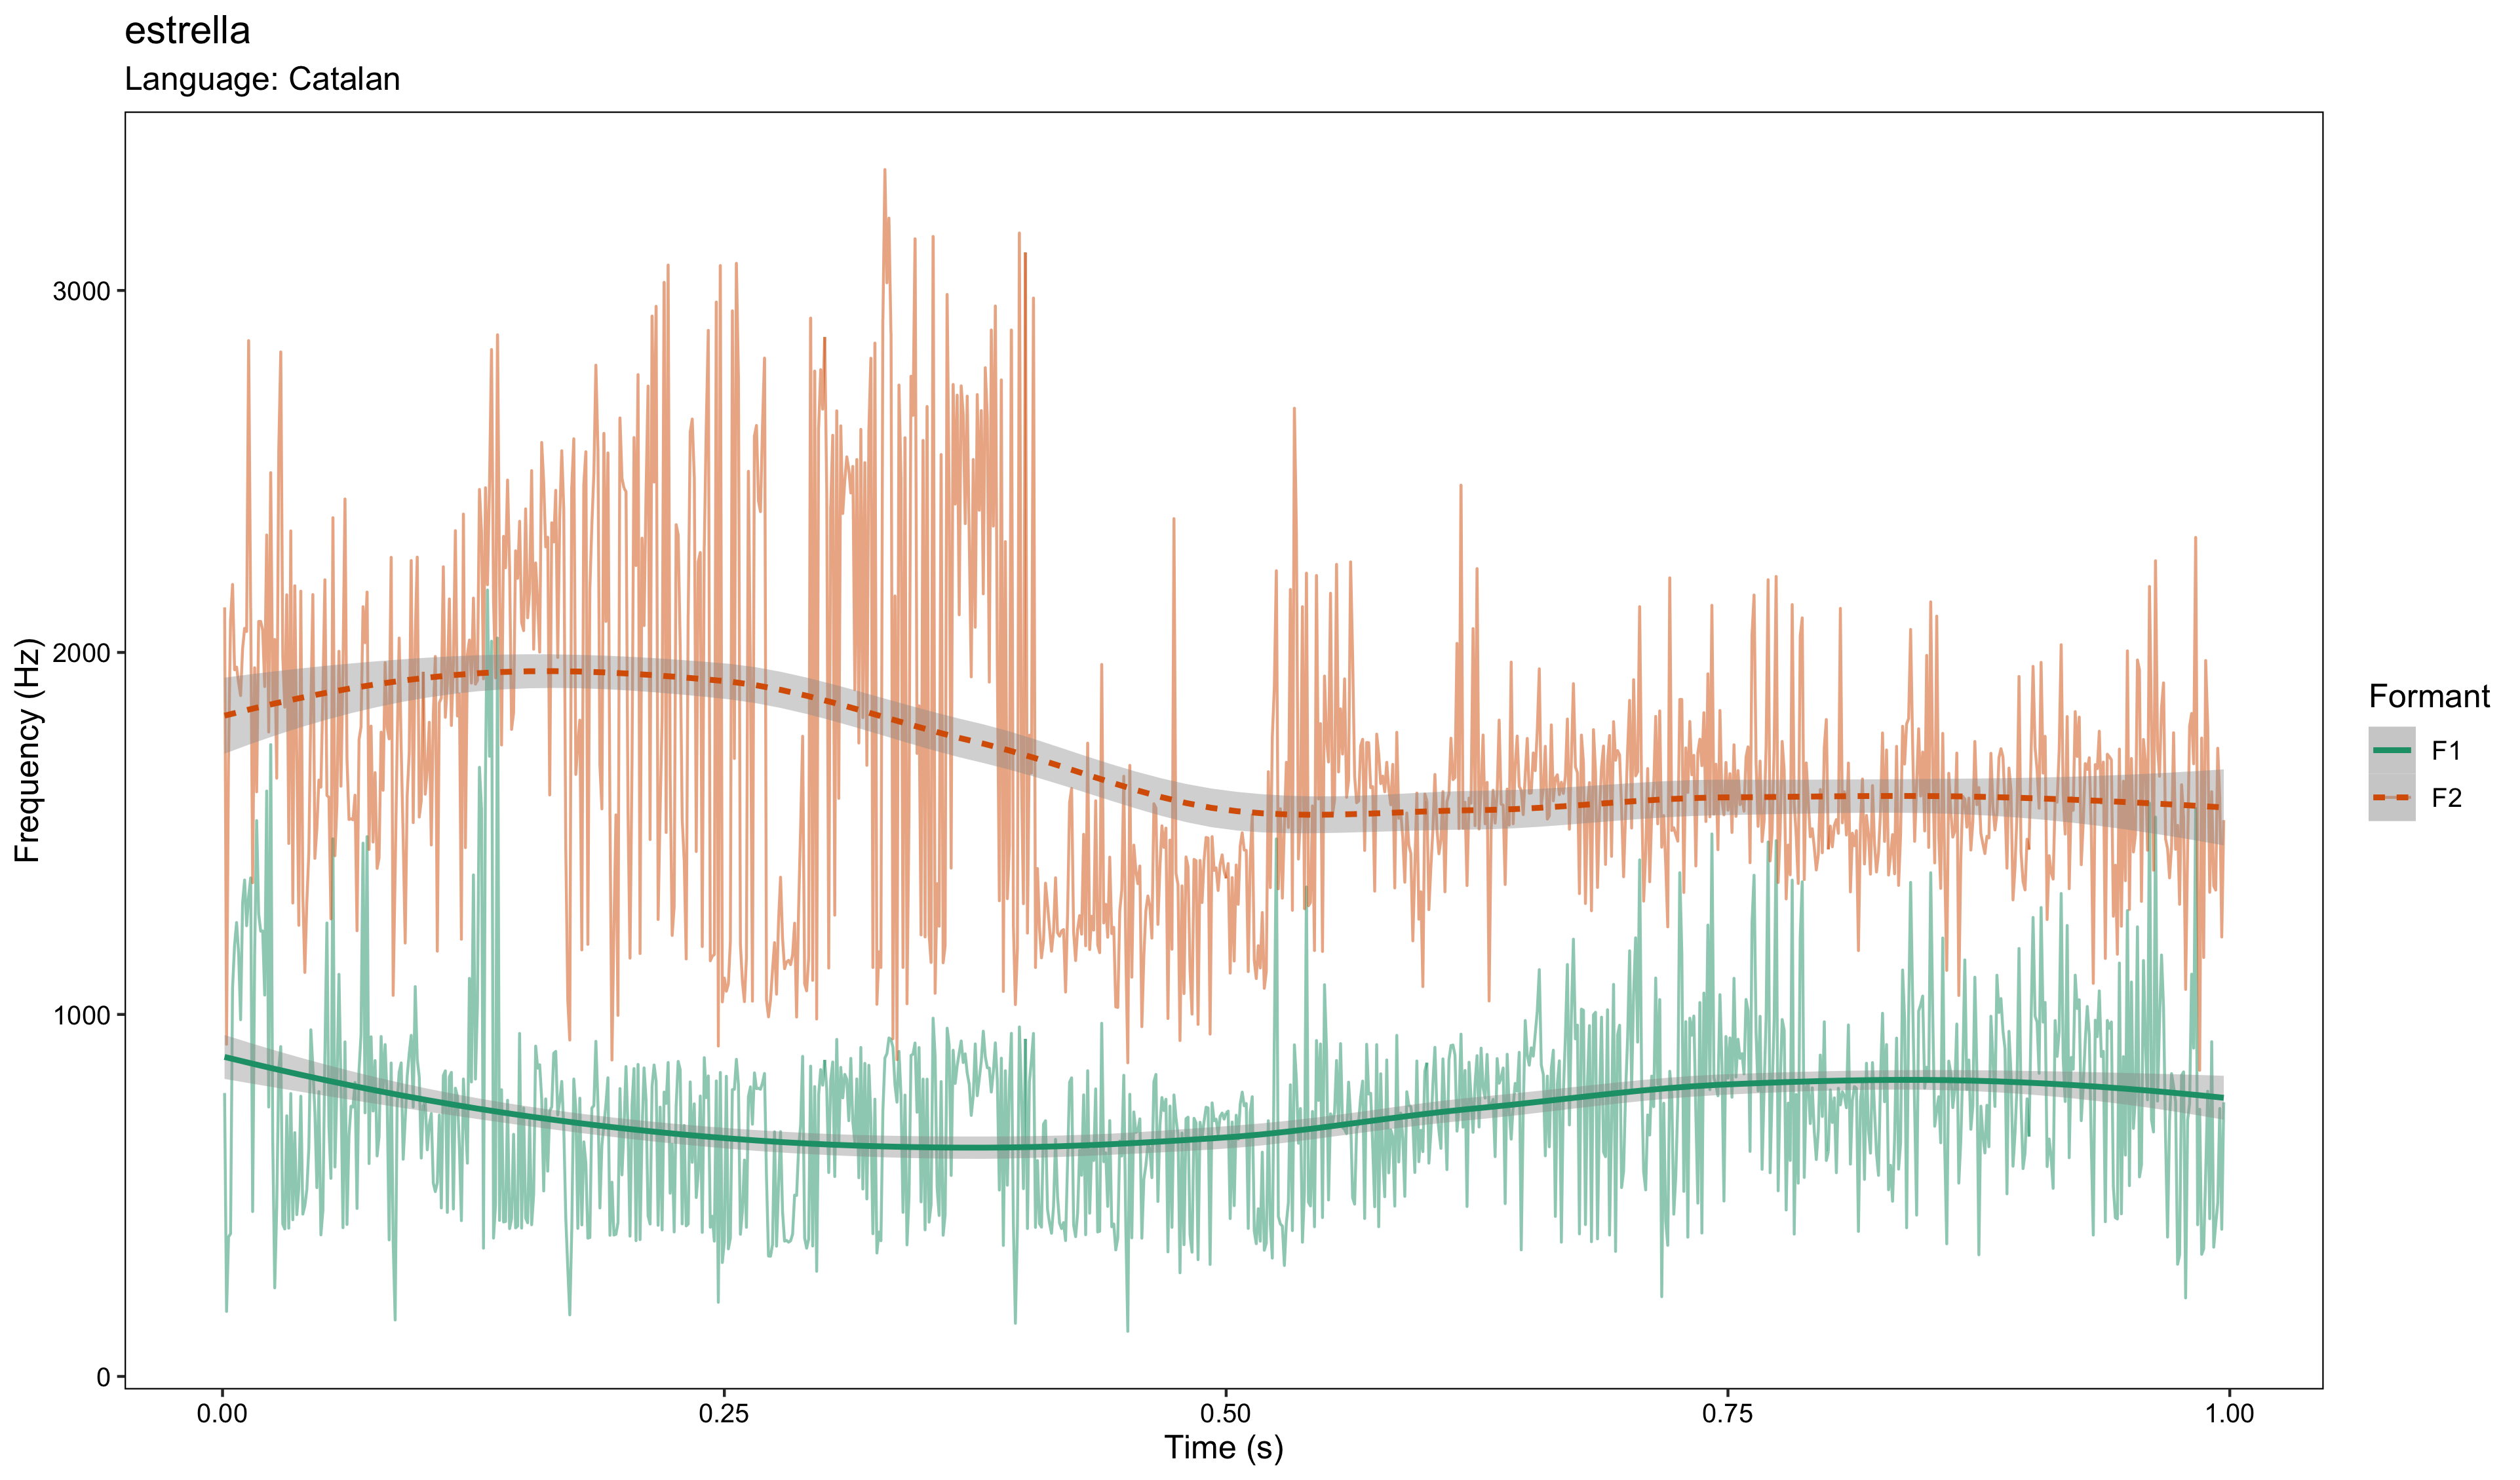 estrella
Language: Catalan
Frequency (Hz)
3000
2000
1000
0
0.00
0.25
0.50
0.75
1.00
Time (s)
Formant
F1
F2